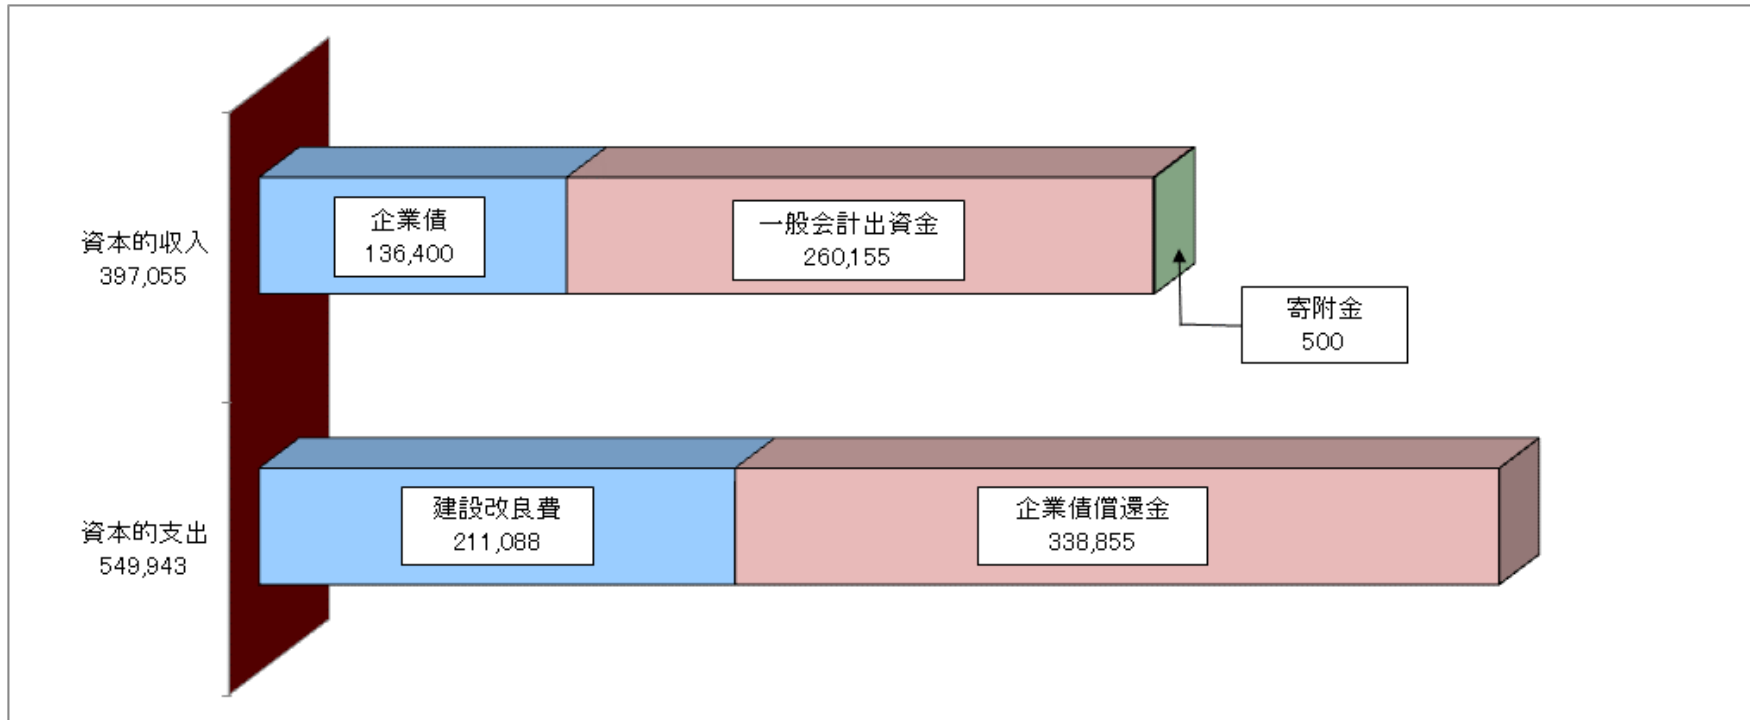 資本的収入
397,055
企業債
136,400
一般会計出資金
260,155
寄附金
500
資本的支出
549,943
建設改良費
211,088
企業債償還金
338,855